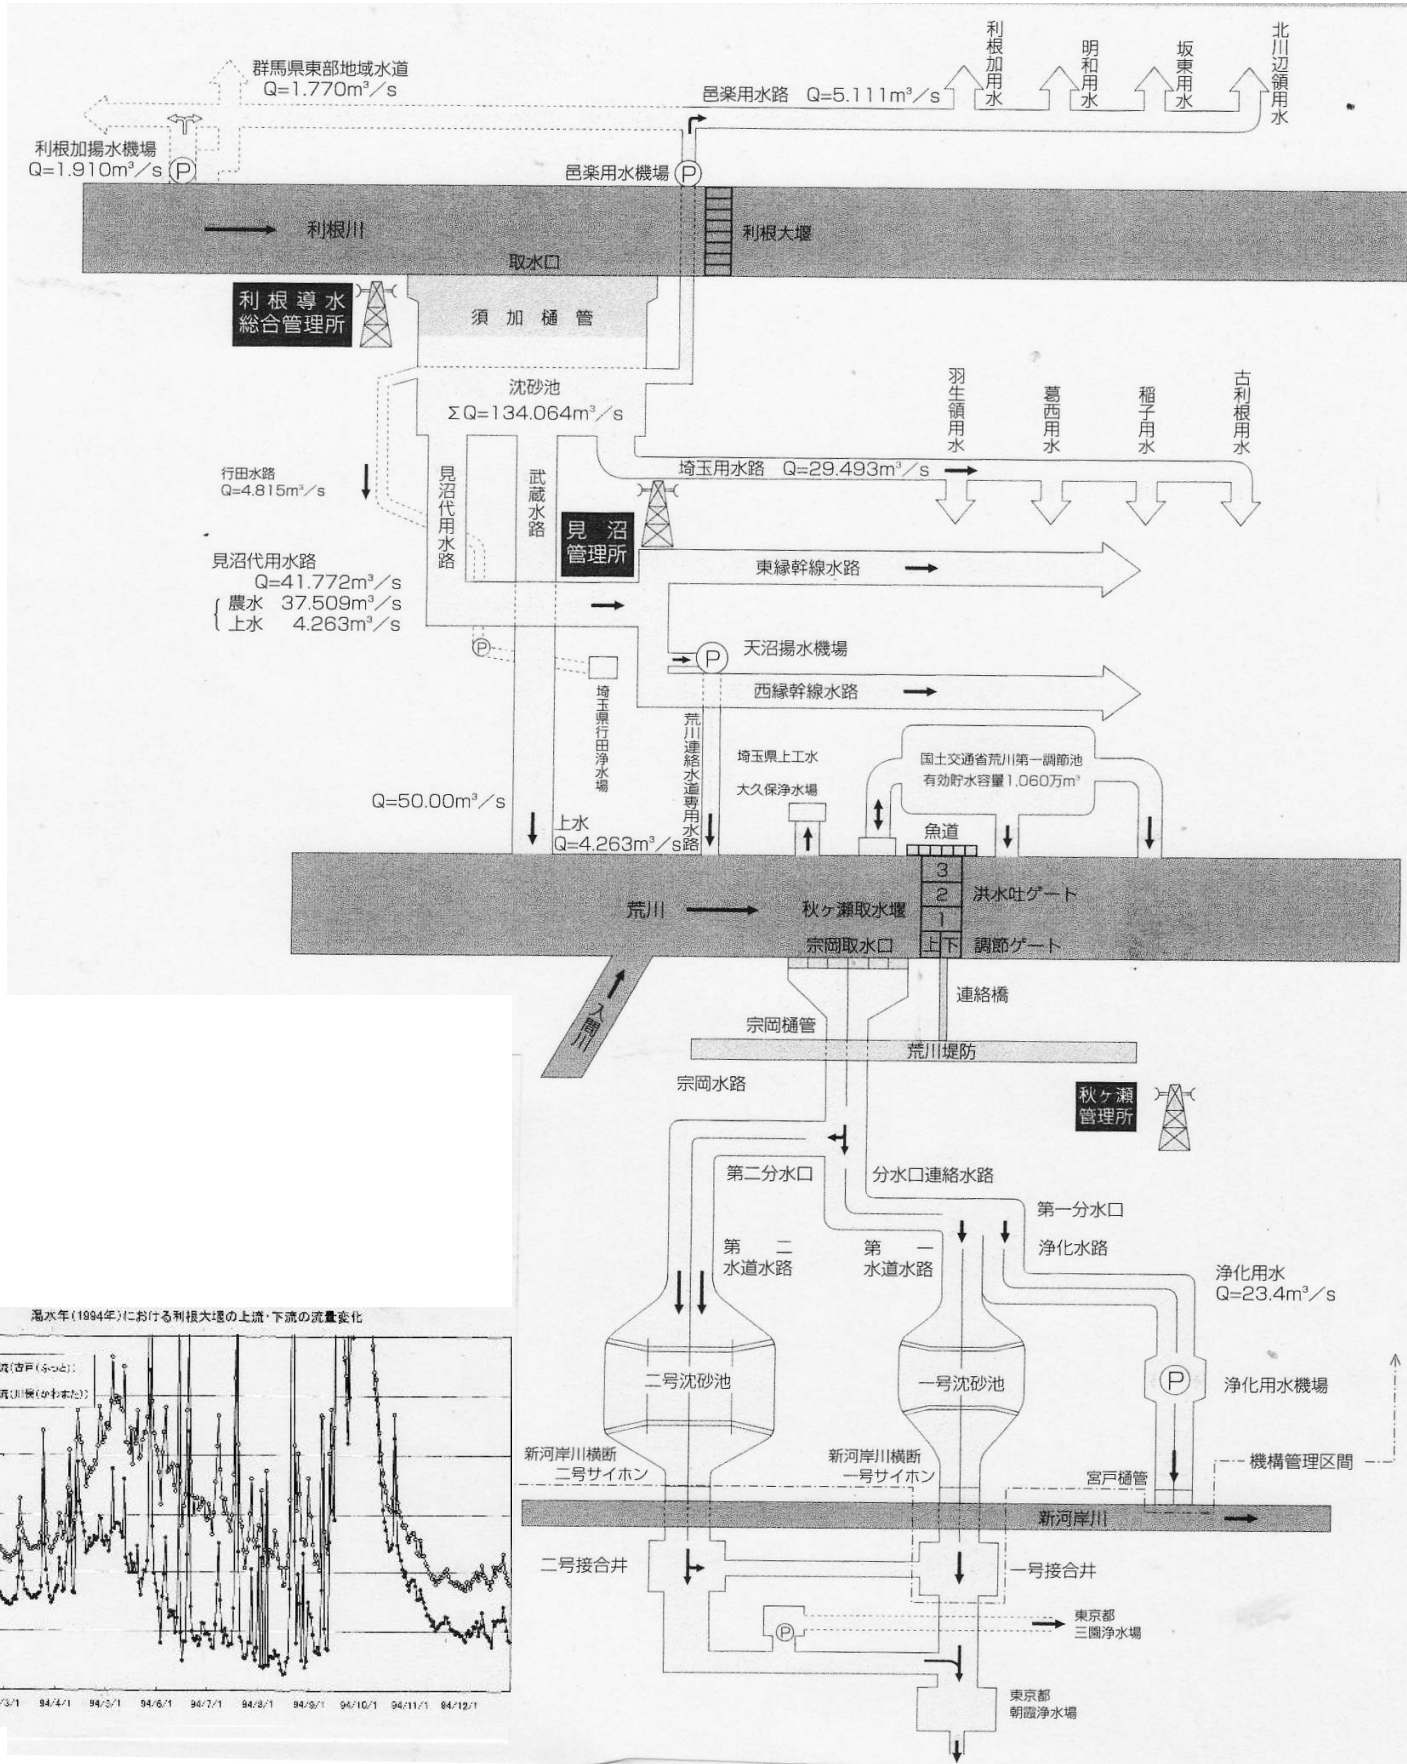 群馬県東部地域水道
Q=1.770m³/s
利根加揚水機場
Q=1.910m³/s
P
邑楽用水路 Q=5.111m³/s
利根加用水
明和用水
坂東用水
北川辺領用水
邑楽用水機場
P
利根川
利根大堰
取水口
利根導水
総合管理所
須加樋管
沈砂池
ΣQ=134.064m³/s
羽生領用水
葛西用水
稲子用水
古利根用水
埼玉用水路 Q=29.493m³/s
行田水路
Q=4.815m³/s
見沼代用水路
武蔵水路
見沼
管理所
見沼代用水路
Q=41.772m³/s
農水 37.509m³/s
上水 4.263m³/s
東縁幹線水路
P
P
天沼揚水機場
西縁幹線水路
埼玉県行田浄水場
荒川連絡水道専用水路
埼玉県上工水
大久保浄水場
国土交通省荒川第一調節池
有効貯水容量1,060万m³
Q=50.00m³/s
上水
Q=4.263m³/s
魚道
3
2
1
上下
洪水吐ゲート
調節ゲート
荒川
秋ヶ瀬取水堰
宗岡取水口
入間川
連絡橋
宗岡樋管
荒川堤防
宗岡水路
秋ヶ瀬
管理所
第二分水口
分水口連絡水路
第一分水口
第二
水道水路
第一
水道水路
浄化水路
浄化用水
Q=23.4m³/s
二号沈砂池
一号沈砂池
P
浄化用水機場
新河岸川横断
二号サイホン
新河岸川横断
一号サイホン
宮戸樋管
機構管理区間
新河岸川
二号接合井
一号接合井
P
東京都
三園浄水場
東京都
朝霞浄水場
渇水年(1994年)における利根大堰の上流・下流の流量変化
流(古戸(ふっと))
流(川俣(かわまた))
/3/1 94/4/1 94/5/1 94/6/1 94/7/1 94/8/1 94/9/1 94/10/1 94/11/1 94/12/1